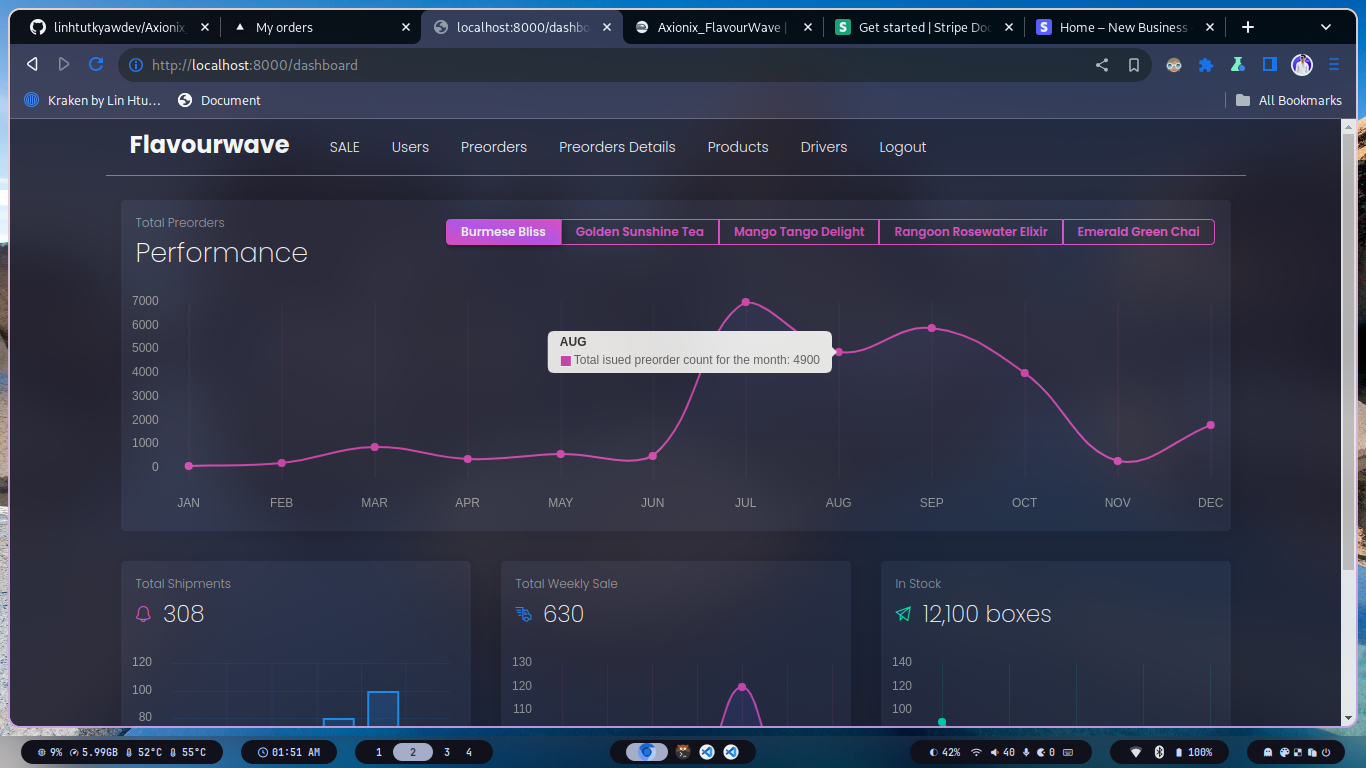 linhtutkyawdev/Axionix_
My orders
localhost:8000/dashbo
Axionix_FlavourWave |
Get started | Stripe Doc
Home – New Business
http://localhost:8000/dashboard
Kraken by Lin Htu...
Document
All Bookmarks
Flavourwave
SALE
Users
Preorders
Preorders Details
Products
Drivers
Logout
Total Preorders
Performance
Burmese Bliss
Golden Sunshine Tea
Mango Tango Delight
Rangoon Rosewater Elixir
Emerald Green Chai
7000
6000
5000
4000
3000
2000
1000
0
AUG
Total isued preorder count for the month: 4900
JAN
FEB
MAR
APR
MAY
JUN
JUL
AUG
SEP
OCT
NOV
DEC
Total Shipments
308
120
100
80
Total Weekly Sale
630
130
120
110
In Stock
12,100 boxes
140
120
100
9% 5.99GB 52°C 55°C
01:51 AM
1 2 3 4
42% 40 0
100%